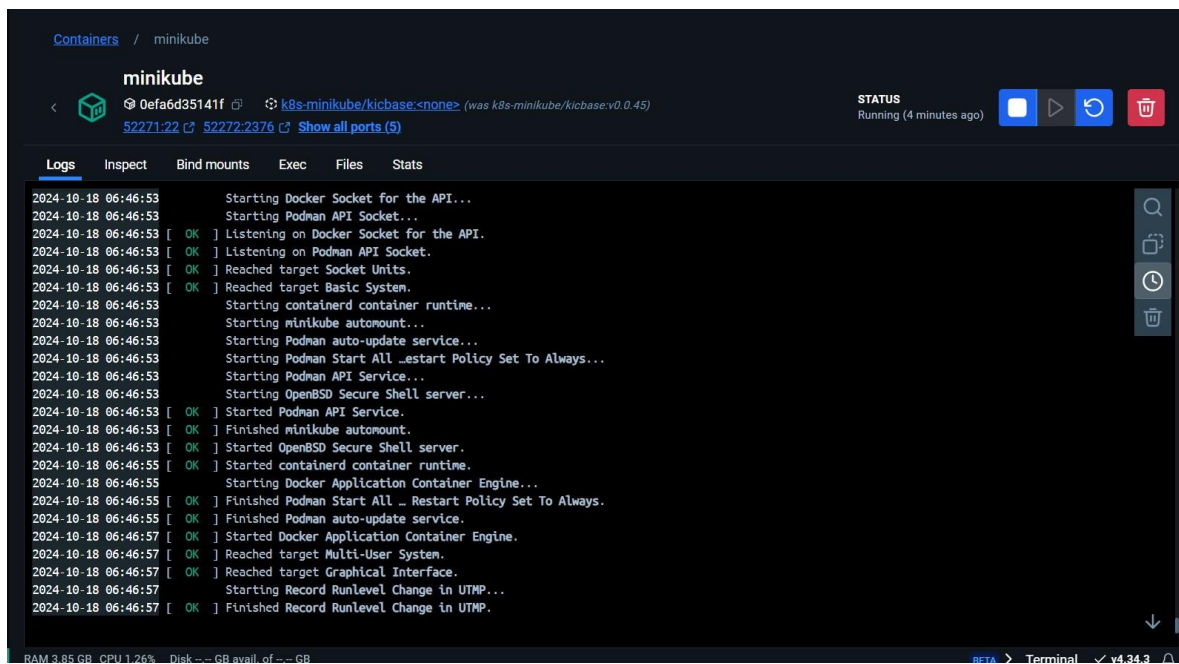 Containers / minikube
minikube
0efa6d35141f k8s-minikube/kicbase:<none> (was k8s-minikube/kicbase:v0.0.45)
52271:22 52272:2376 Show all ports (5)
STATUS
Running (4 minutes ago)
Logs Inspect Bind mounts Exec Files Stats
2024-10-18 06:46:53 Starting Docker Socket for the API...
2024-10-18 06:46:53 Starting Podman API Socket...
2024-10-18 06:46:53 [ OK ] Listening on Docker Socket for the API.
2024-10-18 06:46:53 [ OK ] Listening on Podman API Socket.
2024-10-18 06:46:53 [ OK ] Reached target Socket Units.
2024-10-18 06:46:53 [ OK ] Reached target Basic System.
2024-10-18 06:46:53 Starting containerd container runtime...
2024-10-18 06:46:53 Starting minikube automount...
2024-10-18 06:46:53 Starting Podman auto-update service...
2024-10-18 06:46:53 Starting Podman Start All …estart Policy Set To Always...
2024-10-18 06:46:53 Starting Podman API Service...
2024-10-18 06:46:53 Starting OpenBSD Secure Shell server...
2024-10-18 06:46:53 [ OK ] Started Podman API Service.
2024-10-18 06:46:53 [ OK ] Finished minikube automount.
2024-10-18 06:46:53 [ OK ] Started OpenBSD Secure Shell server.
2024-10-18 06:46:55 [ OK ] Started containerd container runtime.
2024-10-18 06:46:55 Starting Docker Application Container Engine...
2024-10-18 06:46:55 [ OK ] Finished Podman Start All … Restart Policy Set To Always.
2024-10-18 06:46:55 [ OK ] Finished Podman auto-update service.
2024-10-18 06:46:57 [ OK ] Started Docker Application Container Engine.
2024-10-18 06:46:57 [ OK ] Reached target Multi-User System.
2024-10-18 06:46:57 [ OK ] Reached target Graphical Interface.
2024-10-18 06:46:57 Starting Record Runlevel Change in UTMP...
2024-10-18 06:46:57 [ OK ] Finished Record Runlevel Change in UTMP.
RAM 3.85 GB CPU 1.26% Disk --.-- GB avail. of --.-- GB BETA Terminal v4.34.3